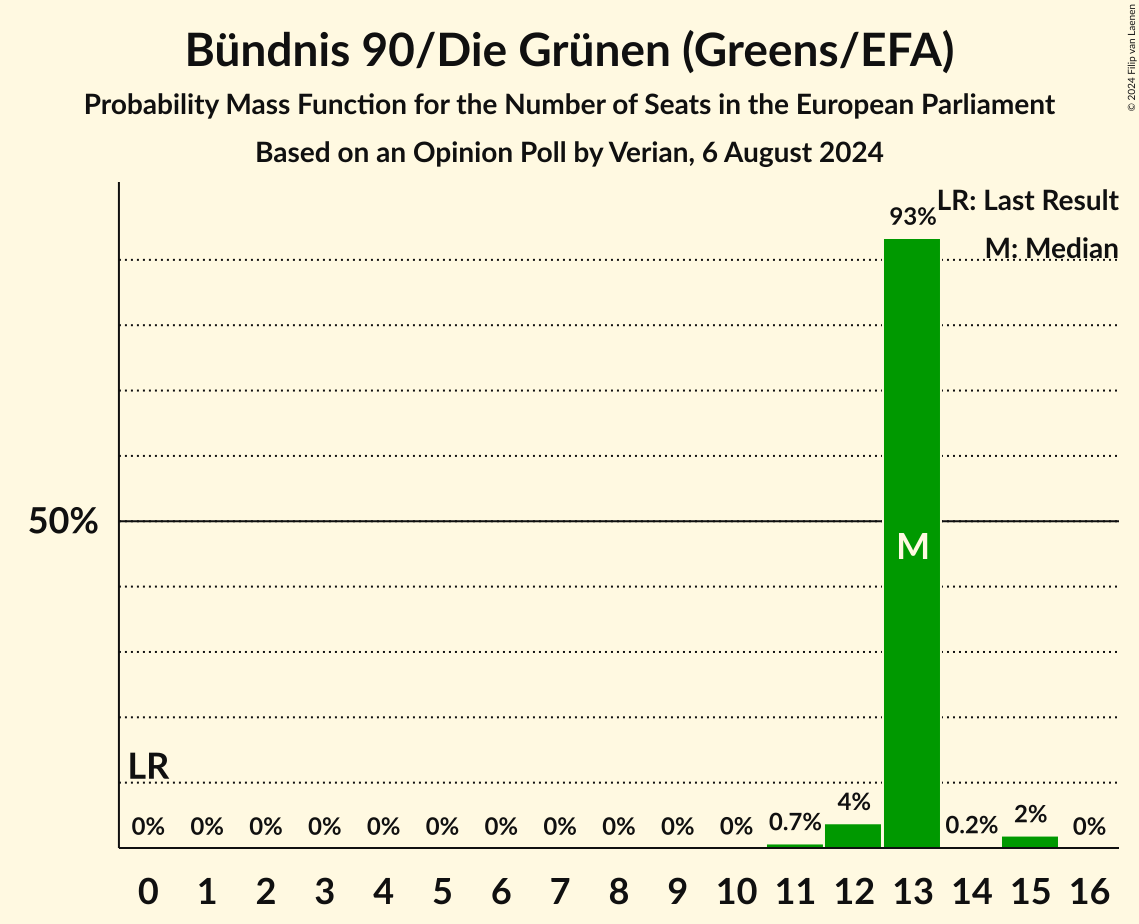 Bündnis 90/Die Grünen (Greens/EFA)
Probability Mass Function for the Number of Seats in the European Parliament
Based on an Opinion Poll by Verian, 6 August 2024
© 2024 Filip van Laenen
LR: Last Result
M: Median
93%
50%
M
LR
0% 0% 0% 0% 0% 0% 0% 0% 0% 0% 0% 0.7% 4% 0.2% 2% 0%
0 1 2 3 4 5 6 7 8 9 10 11 12 13 14 15 16